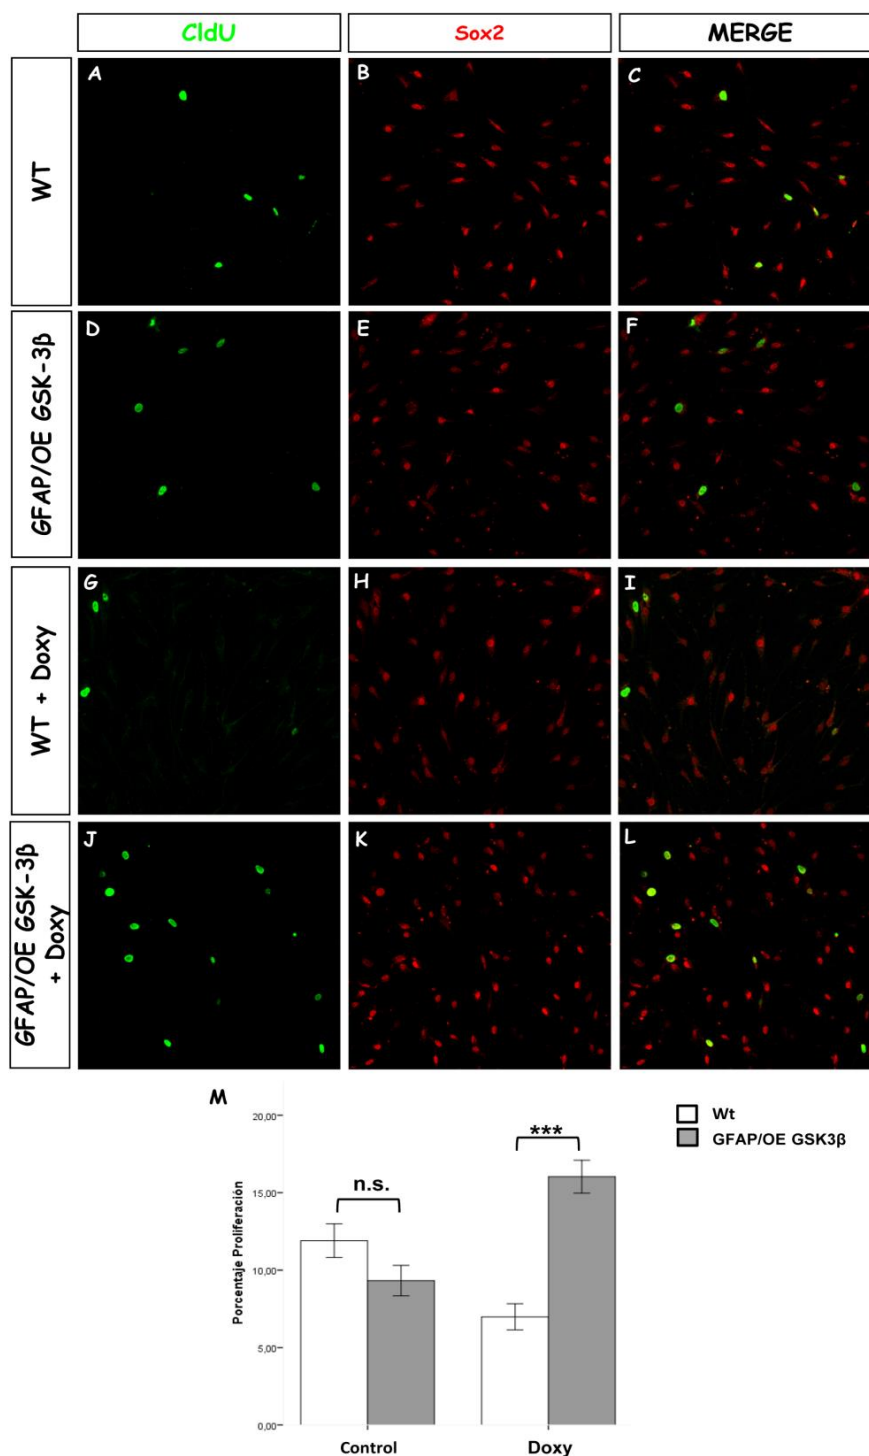 CldU
Sox2
MERGE
WT
A
B
C
GFAP/OE GSK-3β
D
E
F
WT + Doxy
G
H
I
GFAP/OE GSK-3β
+ Doxy
J
K
L
M
Wt
GFAP/OE GSK3β
Porcentaje Proliferación
20,00
15,00
10,00
5,00
0,00
n.s.
***
Control
Doxy